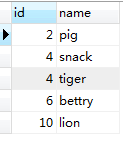 id name
2 pig
4 snack
4 tiger
6 bettry
10 lion